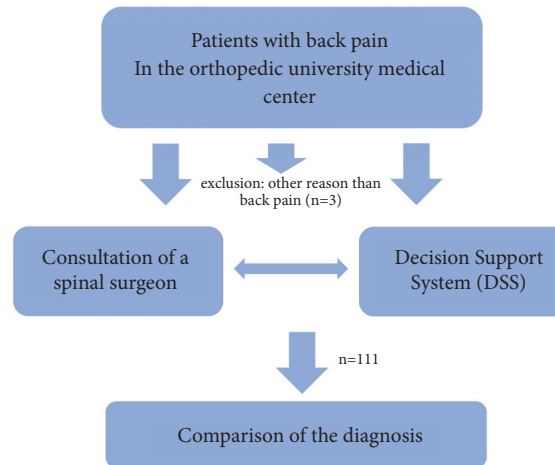 Patients with back pain
In the orthopedic university medical
center
exclusion: other reason than
back pain (n=3)
Consultation of a
spinal surgeon
Decision Support
System (DSS)
n=111
Comparison of the diagnosis